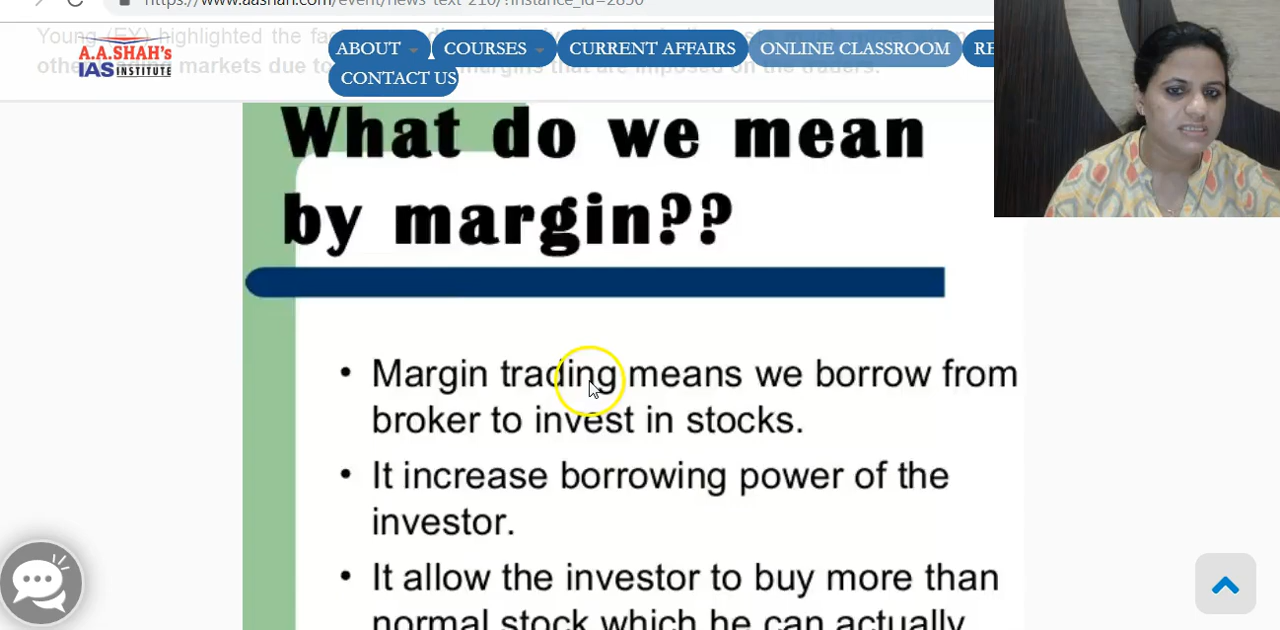 https://www.aashah.com/event/news-text-210/?instance_id=2850
Young (EY) highlighted the
other markets due to margins that are imposed on the traders.
A.A.SHAH'S
IAS INSTITUTE
ABOUT
COURSES
CURRENT AFFAIRS
ONLINE CLASSROOM
RE
CONTACT US
What do we mean
by margin??
• Margin trading means we borrow from
broker to invest in stocks.
• It increase borrowing power of the
investor.
• It allow the investor to buy more than
normal stock which he can actually